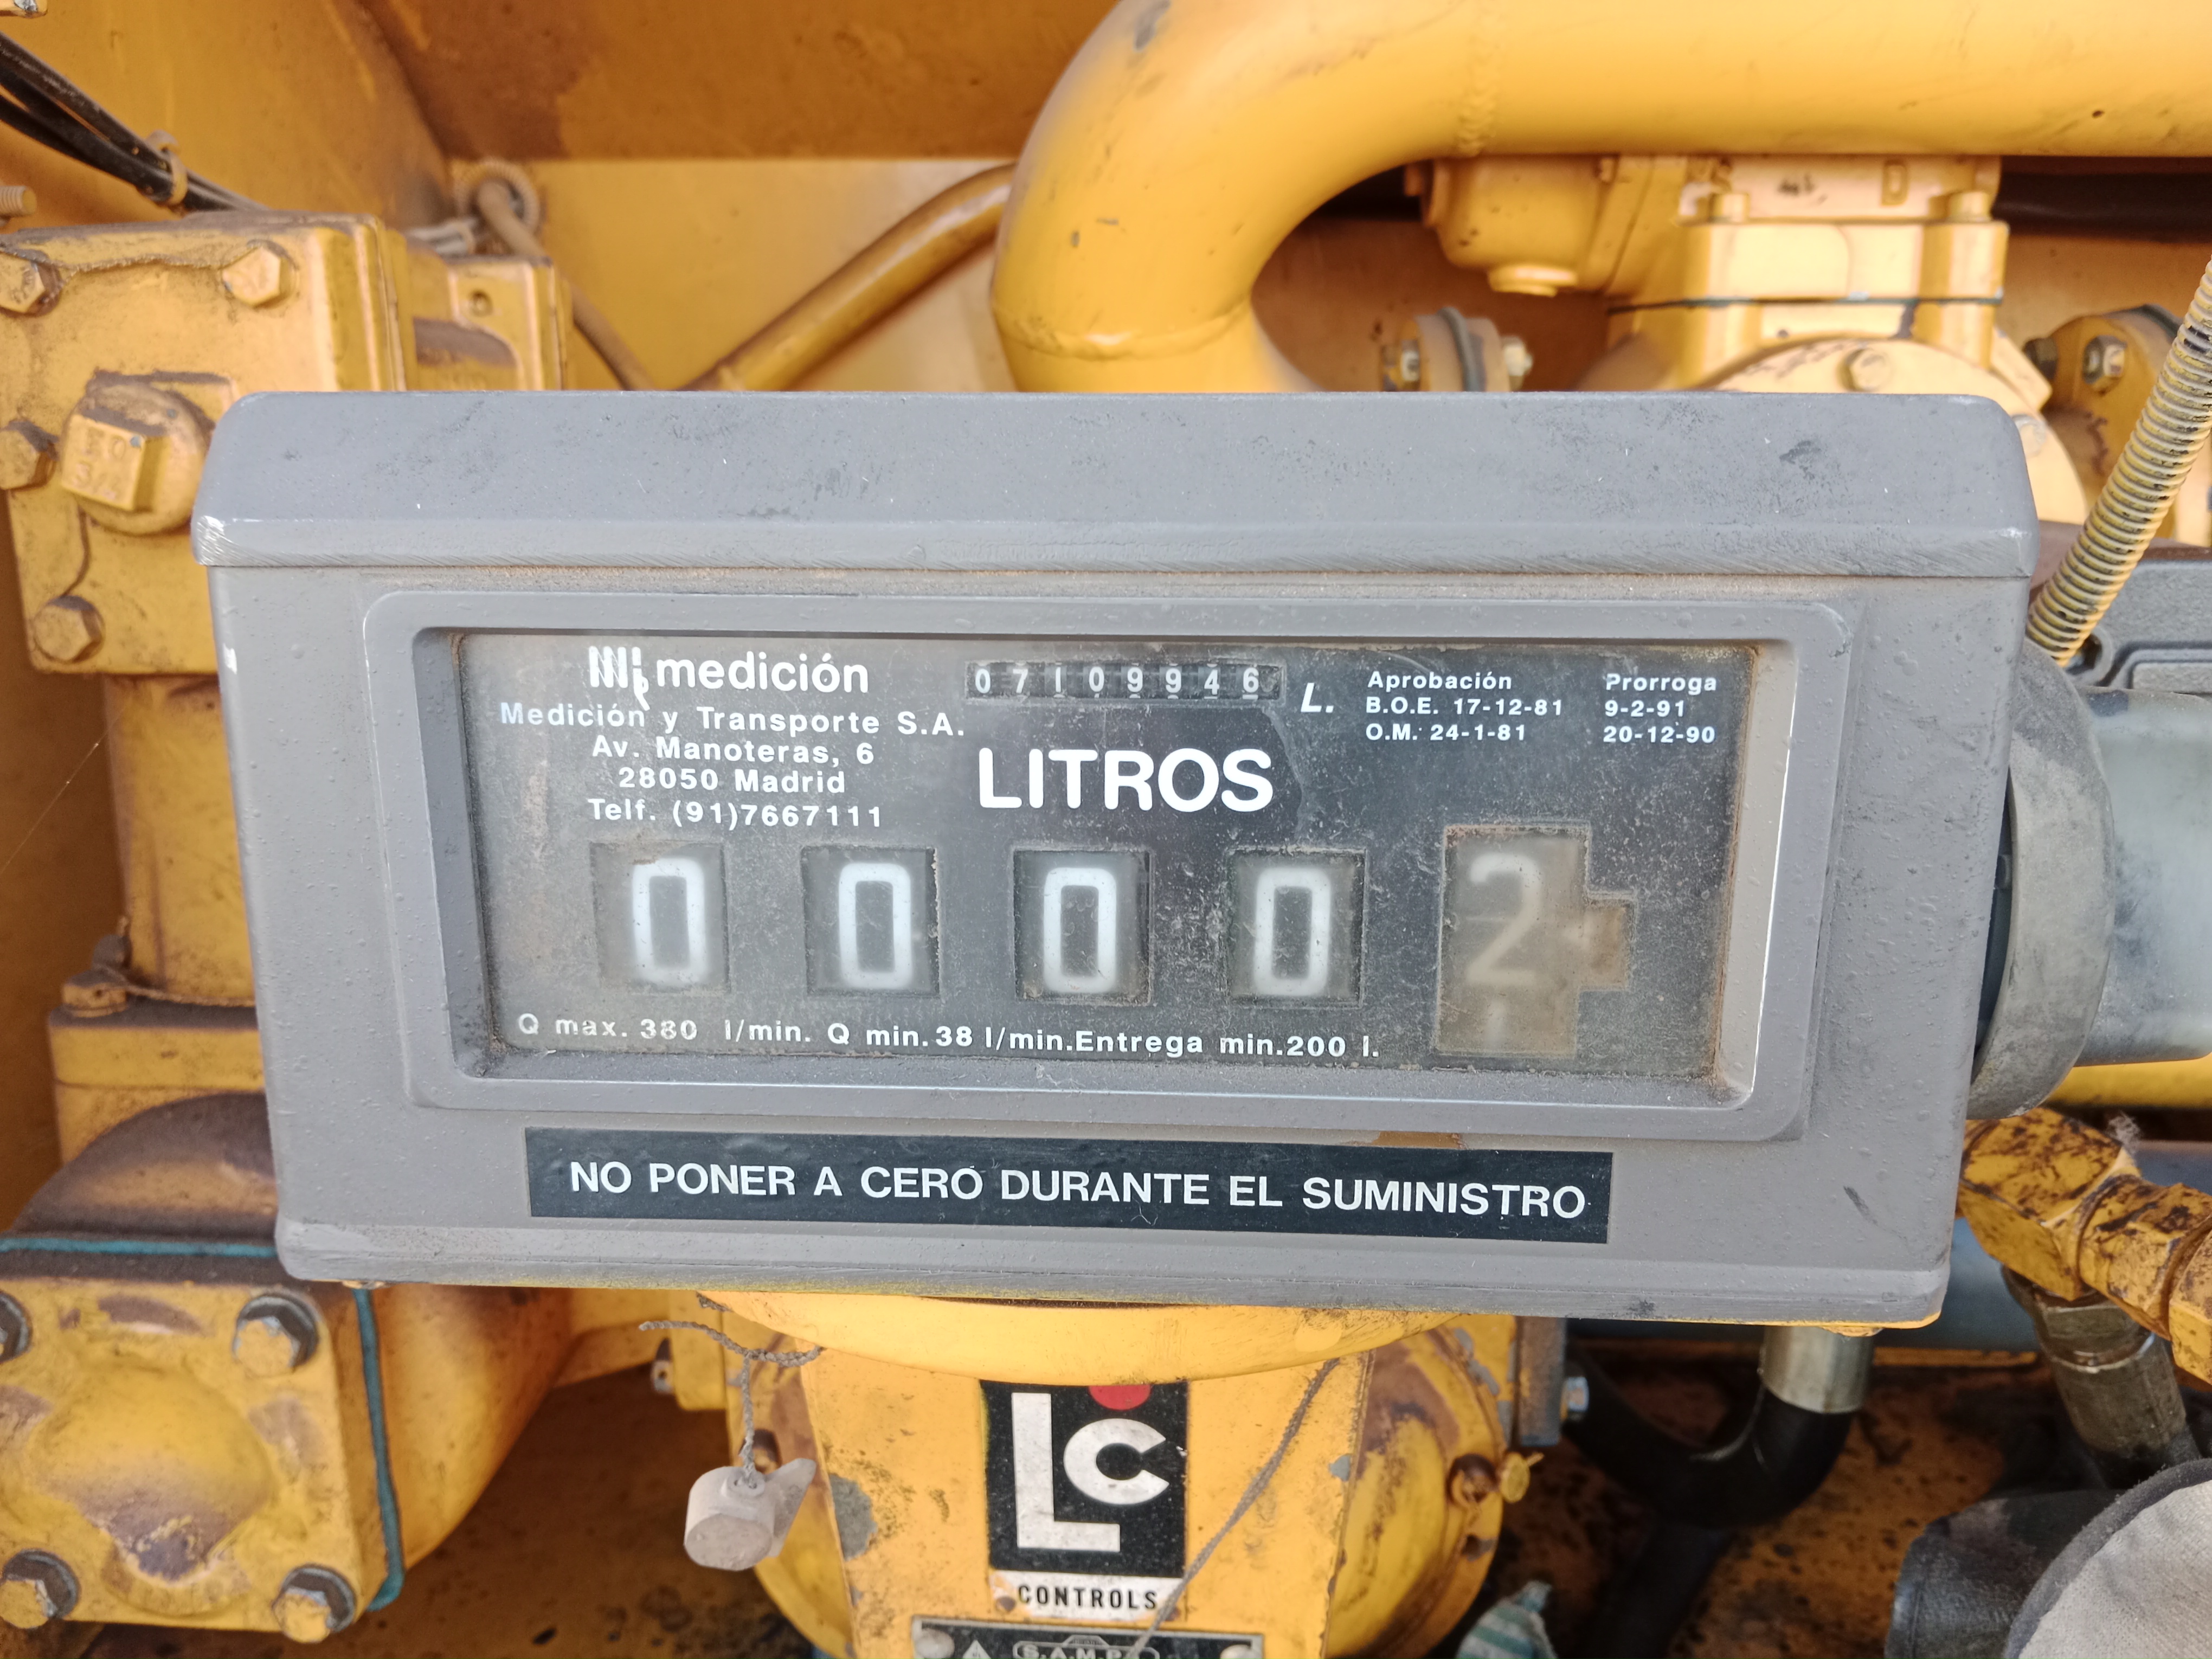 medición
Medición y Transporte S.A.
Av. Manoteras, 6
28050 Madrid
Telf. (91)7667111
07109946 L.
LITROS
Aprobación
B.O.E. 17-12-81
O.M. 24-1-81
Prorroga
9-2-91
20-12-90
0 0 0 0 2
Q max. 380 l/min. Q min. 38 l/min. Entrega min. 200 l.
NO PONER A CERO DURANTE EL SUMINISTRO
LC
CONTROLS
S.A.M.P.